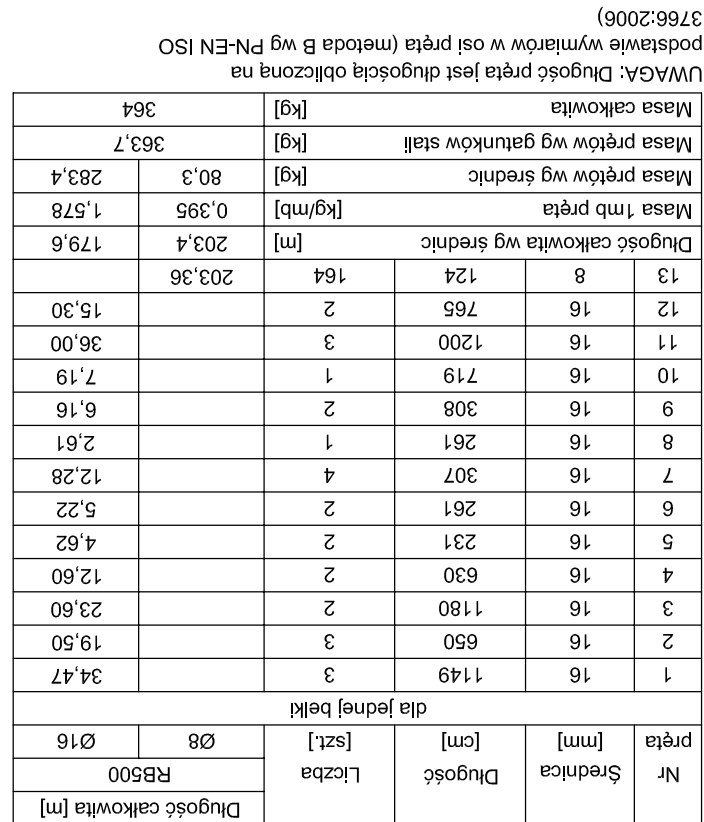 Długość całkowita [m]
Nr pręta Średnica [mm] Długość [cm] Liczba [szt.] RB500
Ø8 Ø16
dla jednej belki
1 16 1149 3 34,47
2 16 650 3 19,50
3 16 1180 2 23,60
4 16 630 2 12,60
5 16 231 2 4,62
6 16 261 2 5,22
7 16 307 4 12,28
8 16 261 1 2,61
9 16 308 2 6,16
10 16 719 1 7,19
11 16 1200 3 36,00
12 16 765 2 15,30
13 8 124 164 203,36
Długość całkowita wg średnic [m] 203,4 179,6
Masa 1mb pręta [kg/mb] 0,395 1,578
Masa prętów wg średnic [kg] 80,3 283,4
Masa prętów wg gatunków stali [kg] 363,7
Masa całkowita [kg] 364
UWAGA: Długość pręta jest długością obliczoną na
podstawie wymiarów w osi pręta (metoda B wg PN-EN ISO
3766:2006)